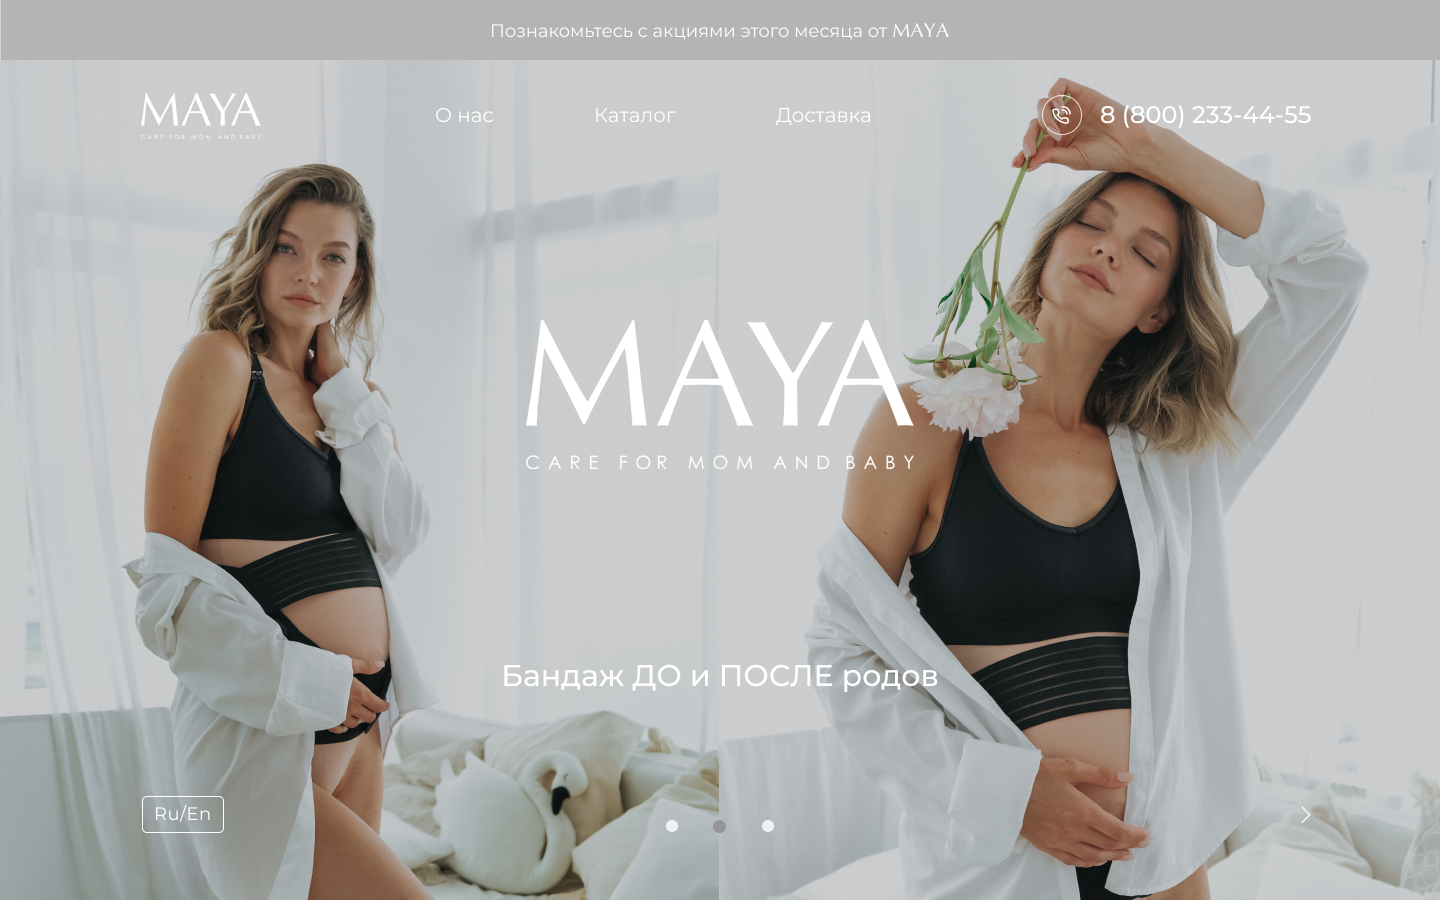 Познакомьтесь с акциями этого месяца от MAYA
MAYA
CARE FOR MOM AND BABY
О нас
Каталог
Доставка
8 (800) 233-44-55
MAYA
CARE FOR MOM AND BABY
Бандаж ДО и ПОСЛЕ родов
Ru/En